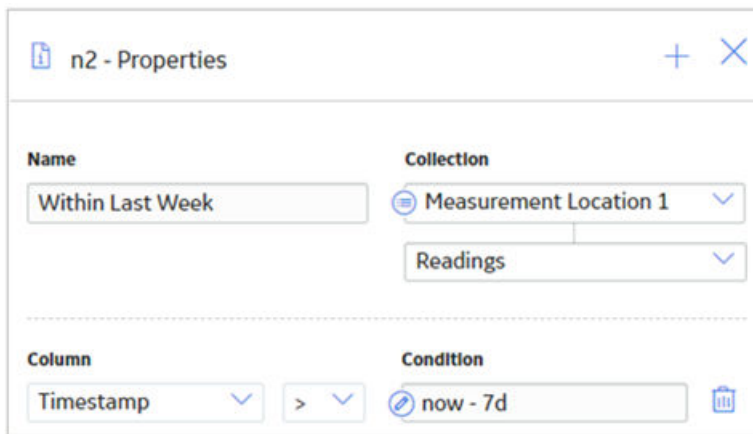 n2 - Properties
Name
Collection
Within Last Week
Measurement Location 1
Readings
Column
Condition
Timestamp
>
now - 7d